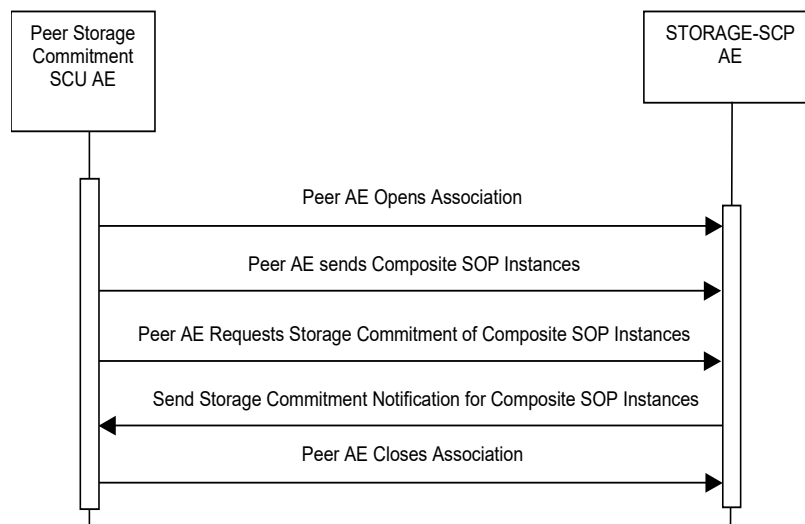 Peer Storage
Commitment
SCU AE
STORAGE-SCP
AE
Peer AE Opens Association
Peer AE sends Composite SOP Instances
Peer AE Requests Storage Commitment of Composite SOP Instances
Send Storage Commitment Notification for Composite SOP Instances
Peer AE Closes Association